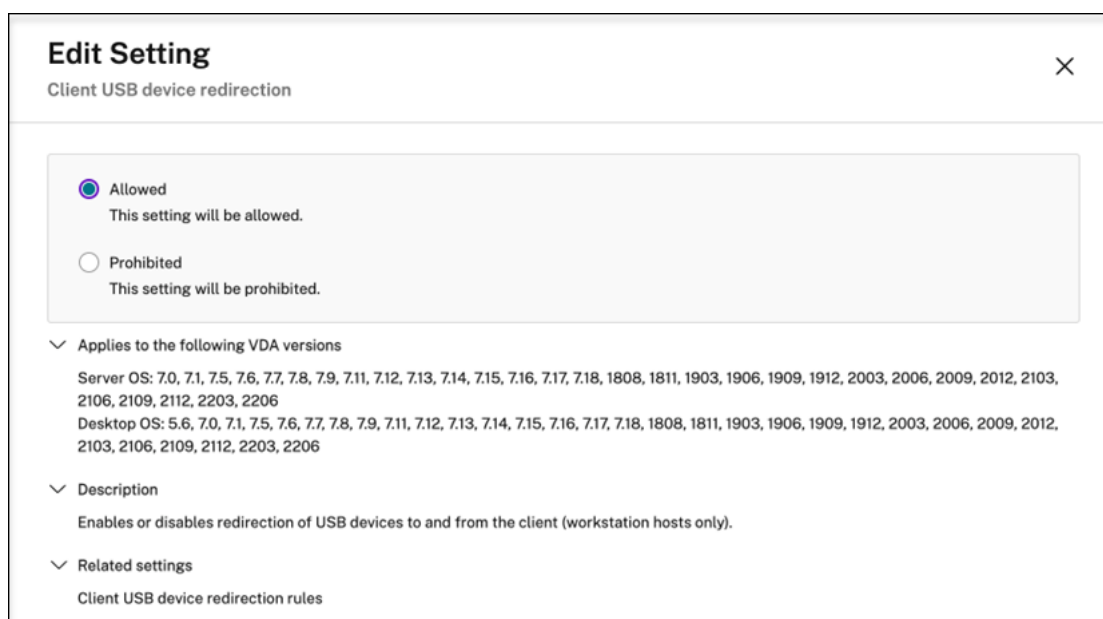 Edit Setting
Client USB device redirection
Allowed
This setting will be allowed.
Prohibited
This setting will be prohibited.
Applies to the following VDA versions
Server OS: 7.0, 7.1, 7.5, 7.6, 7.7, 7.8, 7.9, 7.11, 7.12, 7.13, 7.14, 7.15, 7.16, 7.17, 7.18, 1808, 1811, 1903, 1906, 1909, 1912, 2003, 2006, 2009, 2012, 2103,
2106, 2109, 2112, 2203, 2206
Desktop OS: 5.6, 7.0, 7.1, 7.5, 7.6, 7.7, 7.8, 7.9, 7.11, 7.12, 7.13, 7.14, 7.15, 7.16, 7.17, 7.18, 1808, 1811, 1903, 1906, 1909, 1912, 2003, 2006, 2009, 2012,
2103, 2106, 2109, 2112, 2203, 2206
Description
Enables or disables redirection of USB devices to and from the client (workstation hosts only).
Related settings
Client USB device redirection rules